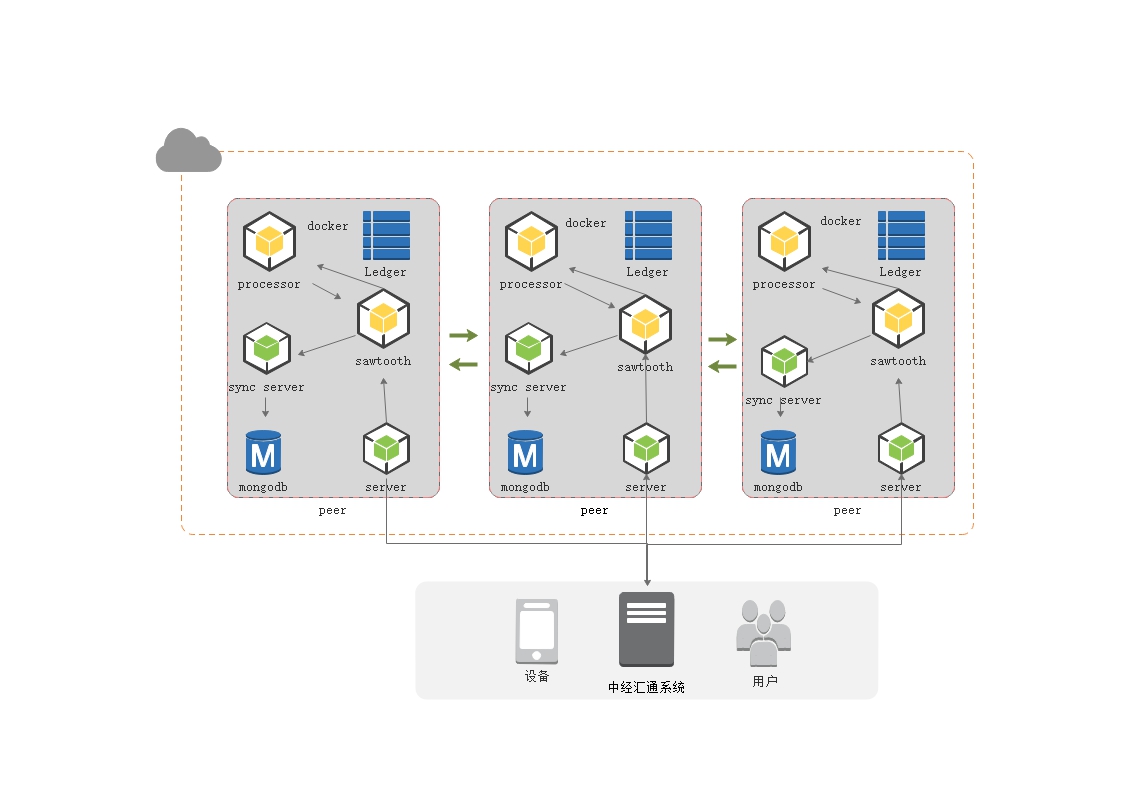 docker
Ledger
processor
sawtooth
sync server
M
mongodb
server
peer
docker
Ledger
processor
sawtooth
sync server
M
mongodb
server
peer
docker
Ledger
processor
sawtooth
sync server
M
mongodb
server
peer
设备
中经汇通系统
用户